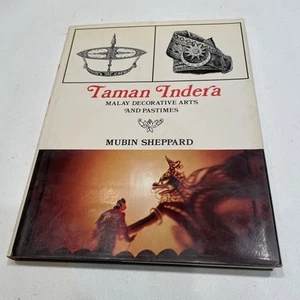 Taman Indera
MALAY DECORATIVE ARTS
AND PASTIMES
MUBIN SHEPPARD